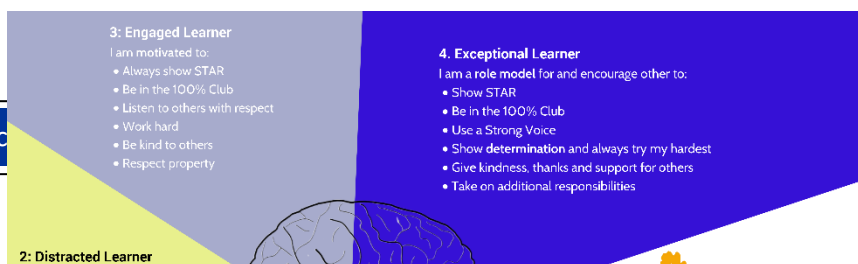 3: Engaged Learner
I am motivated to:
• Always show STAR
• Be in the 100% Club
• Listen to others with respect
• Work hard
• Be kind to others
• Respect property
4. Exceptional Learner
I am a role model for and encourage other to:
• Show STAR
• Be in the 100% Club
• Use a Strong Voice
• Show determination and always try my hardest
• Give kindness, thanks and support for others
• Take on additional responsibilities
2: Distracted Learner